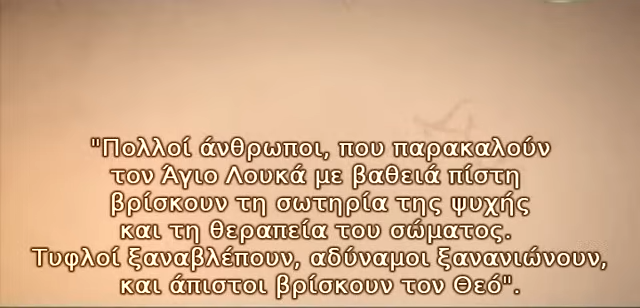 "Πολλοί άνθρωποι, που παρακαλούν
τον Άγιο Λουκά με βαθειά πίστη
βρίσκουν τη σωτηρία της ψυχής
και τη θεραπεία του σώματος.
Τυφλοί ξαναβλέπουν, αδύναμοι ξανανιώνουν,
και άπιστοι βρίσκουν τον Θεό".